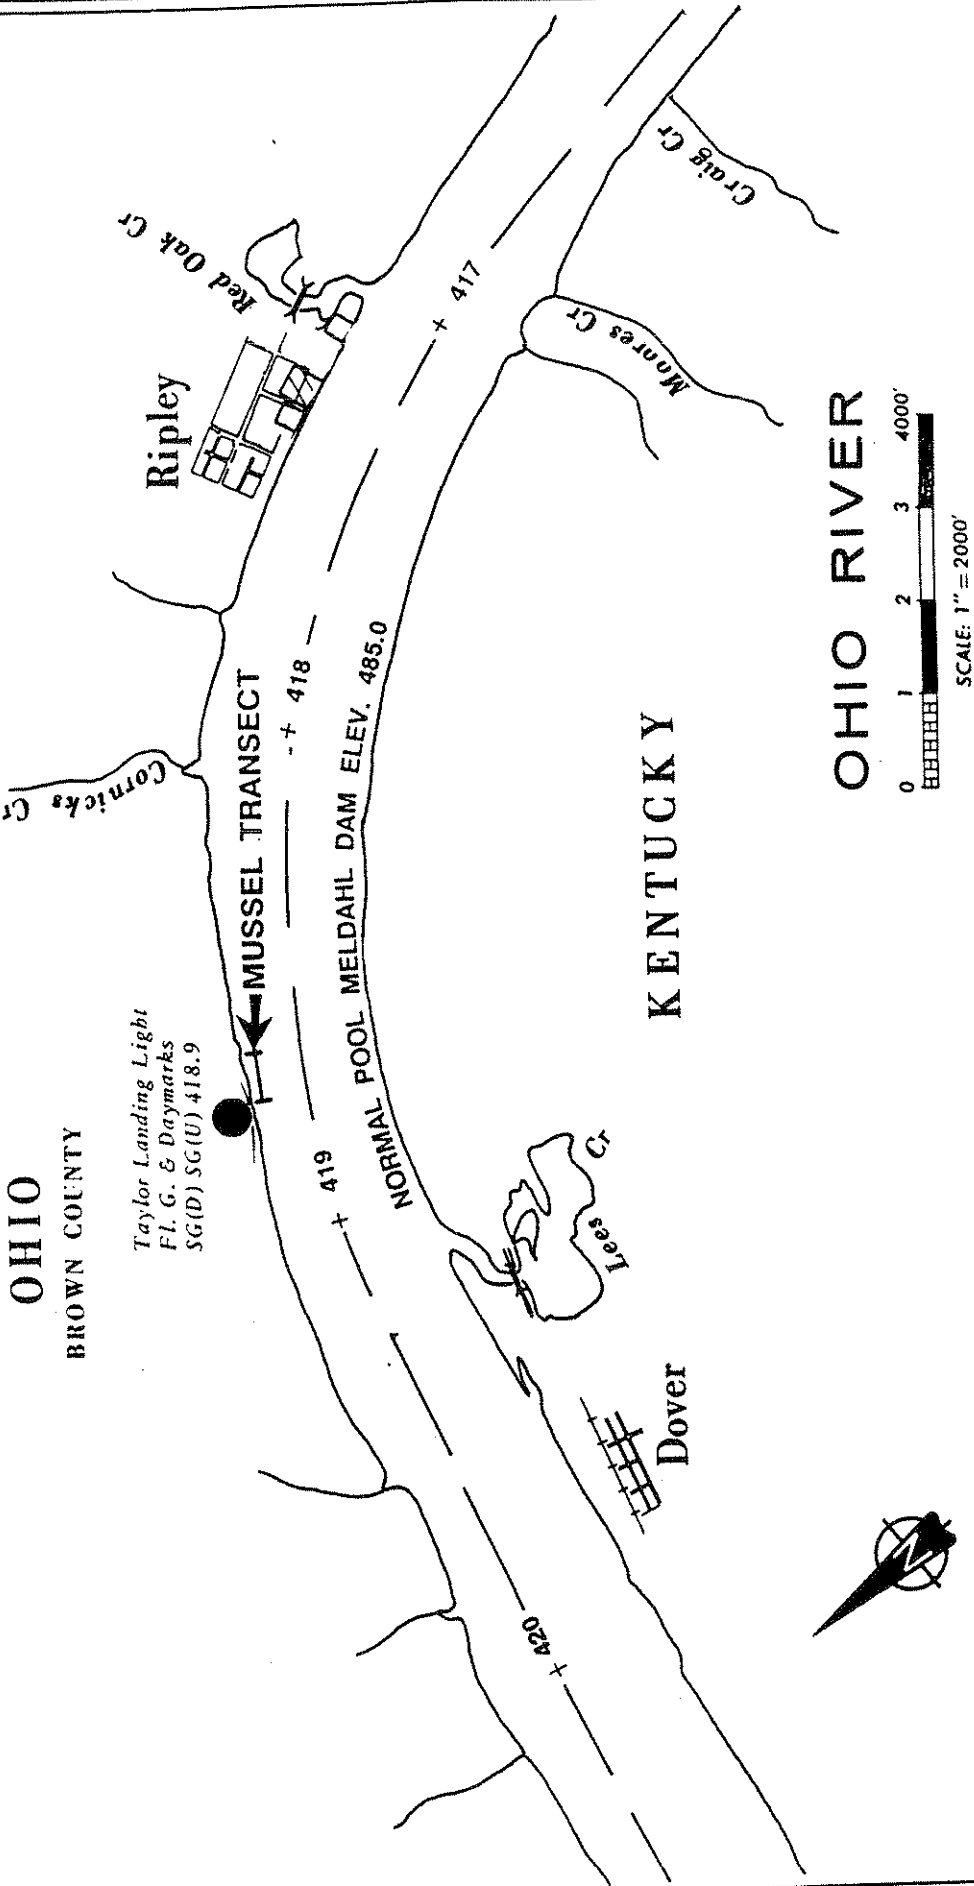 OHIO
BROWN COUNTY
Taylor Landing Light
Fl. G. & Daymarks
SG(D) SG(U) 418.9
MUSSEL TRANSECT
Cornicks Cr
Ripley
Red Oak Cr
+ 420
+ 419
-+ 418
+ 417
NORMAL POOL MELDAHL DAM ELEV. 485.0
Dover
Lees Cr
Moores Cr
Craig Cr
KENTUCKY
N
OHIO RIVER
0 1 2 3 4000'
SCALE: 1" = 2000'